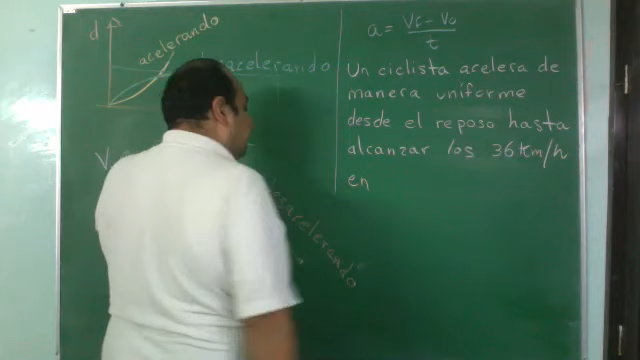 d
acelerando
desacelerando
V
desacelerando
a = Vf - Vo
t
Un ciclista acelera de
manera uniforme
desde el reposo hasta
alcanzar los 36 Km/h
en